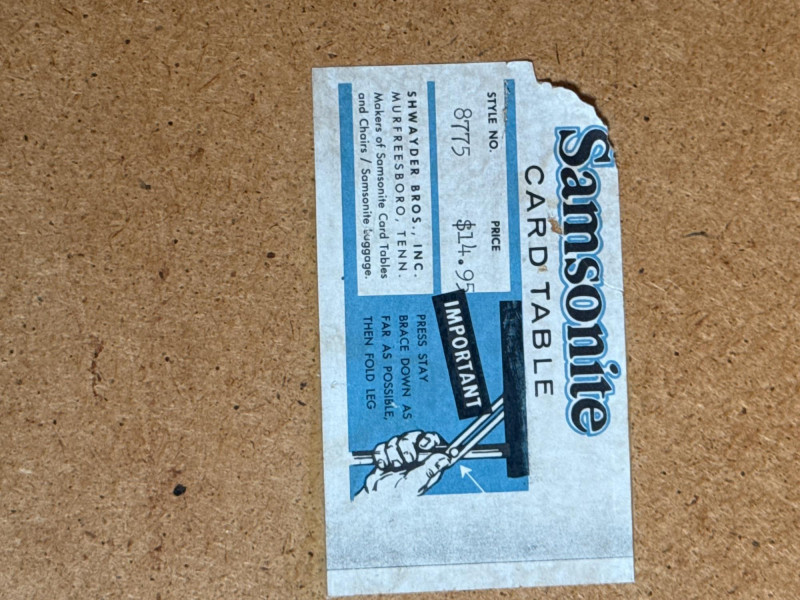 Samsonite
CARD TABLE
STYLE NO. PRICE
8775 $14.95
SHWAYDER BROS., INC.
MURFREESBORO, TENN.
Makers of Samsonite Card Tables
and Chairs / Samsonite Luggage.
IMPORTANT
PRESS STAY
BRACE DOWN AS
FAR AS POSSIBLE,
THEN FOLD LEG